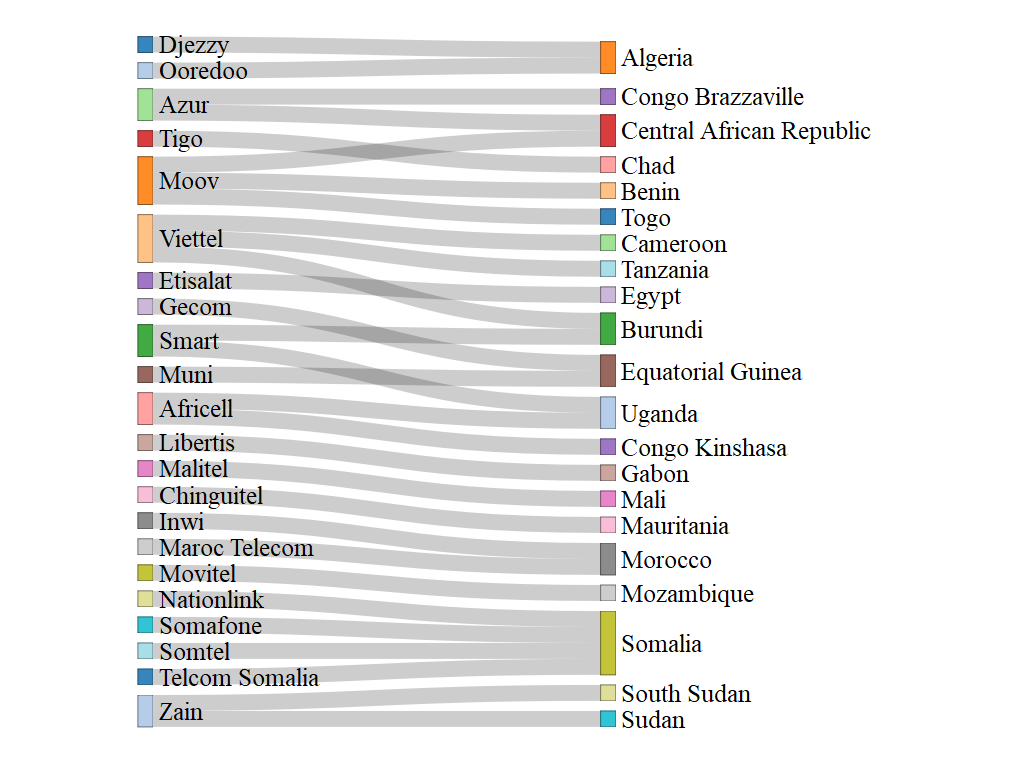 Djezzy
Ooredoo
Azur
Tigo
Moov
Viettel
Etisalat
Gecom
Smart
Muni
Africell
Libertis
Malitel
Chinguitel
Inwi
Maroc Telecom
Movitel
Nationlink
Somafone
Somtel
Telcom Somalia
Zain
Algeria
Congo Brazzaville
Central African Republic
Chad
Benin
Togo
Cameroon
Tanzania
Egypt
Burundi
Equatorial Guinea
Uganda
Congo Kinshasa
Gabon
Mali
Mauritania
Morocco
Mozambique
Somalia
South Sudan
Sudan